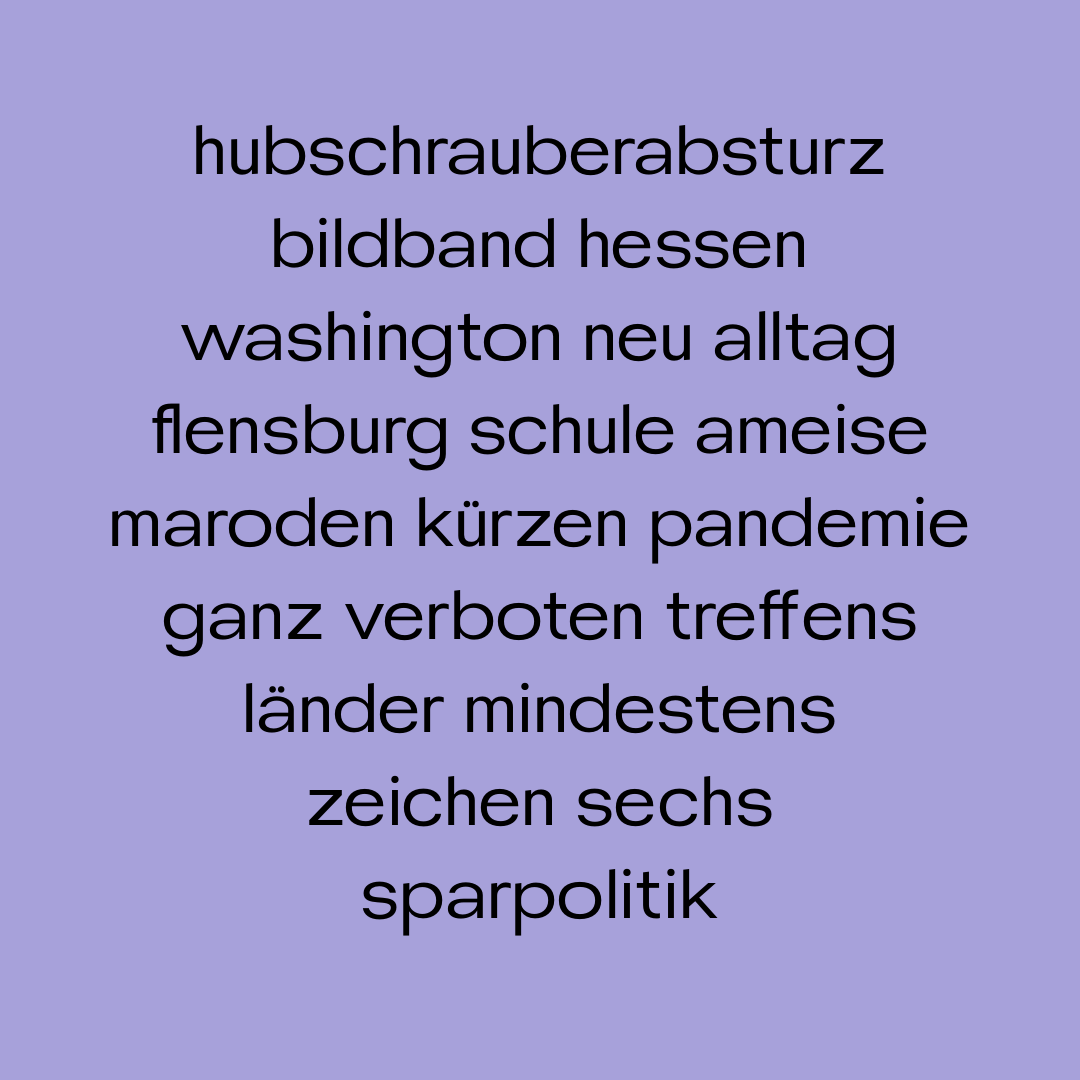 hubschrauberabsturz
bildband hessen
washington neu alltag
flensburg schule ameise
maroden kürzen pandemie
ganz verboten treffens
länder mindestens
zeichen sechs
sparpolitik